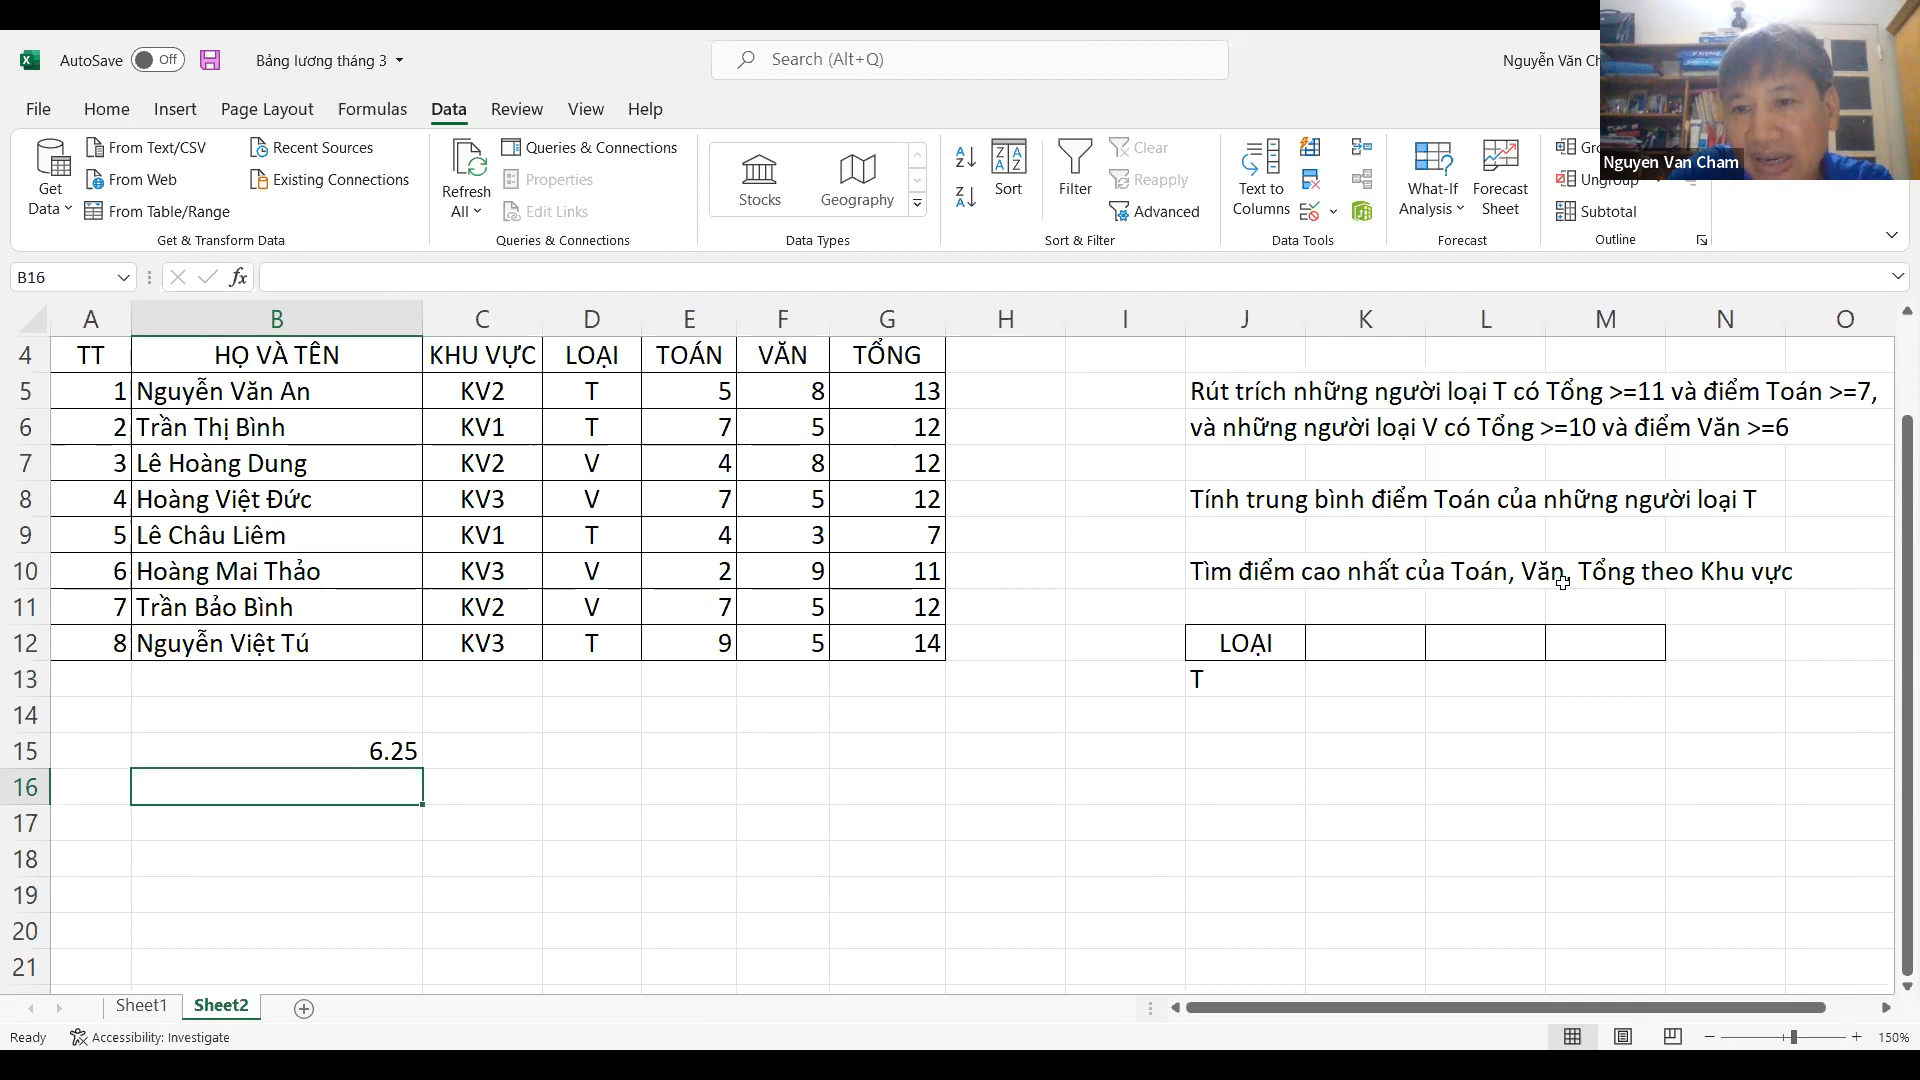 AutoSave Off Bảng lương tháng 3 Search (Alt+Q) Nguyễn Văn Ch
File Home Insert Page Layout Formulas Data Review View Help
Get Data
From Text/CSV
From Web
From Table/Range
Recent Sources
Existing Connections
Get & Transform Data
Refresh All
Queries & Connections
Properties
Edit Links
Queries & Connections
Stocks
Geography
Data Types
Sort
Filter
Clear
Reapply
Advanced
Sort & Filter
Text to Columns
Data Tools
What-If Analysis
Forecast Sheet
Forecast
Ungroup
Subtotal
Outline
Nguyen Van Cham
B16 fx
A B C D E F G H I J K L M N O
4 TT HỌ VÀ TÊN KHU VỰC LOẠI TOÁN VĂN TỔNG
5 1 Nguyễn Văn An KV2 T 5 8 13 Rút trích những người loại T có Tổng >=11 và điểm Toán >=7,
6 2 Trần Thị Bình KV1 T 7 5 12 và những người loại V có Tổng >=10 và điểm Văn >=6
7 3 Lê Hoàng Dung KV2 V 4 8 12
8 4 Hoàng Việt Đức KV3 V 7 5 12 Tính trung bình điểm Toán của những người loại T
9 5 Lê Châu Liêm KV1 T 4 3 7
10 6 Hoàng Mai Thảo KV3 V 2 9 11 Tìm điểm cao nhất của Toán, Văn, Tổng theo Khu vực
11 7 Trần Bảo Bình KV2 V 7 5 12
12 8 Nguyễn Việt Tú KV3 T 9 5 14 LOẠI
13 T
14
15 6.25
16
17
18
19
20
21
Sheet1 Sheet2
Ready Accessibility: Investigate 150%